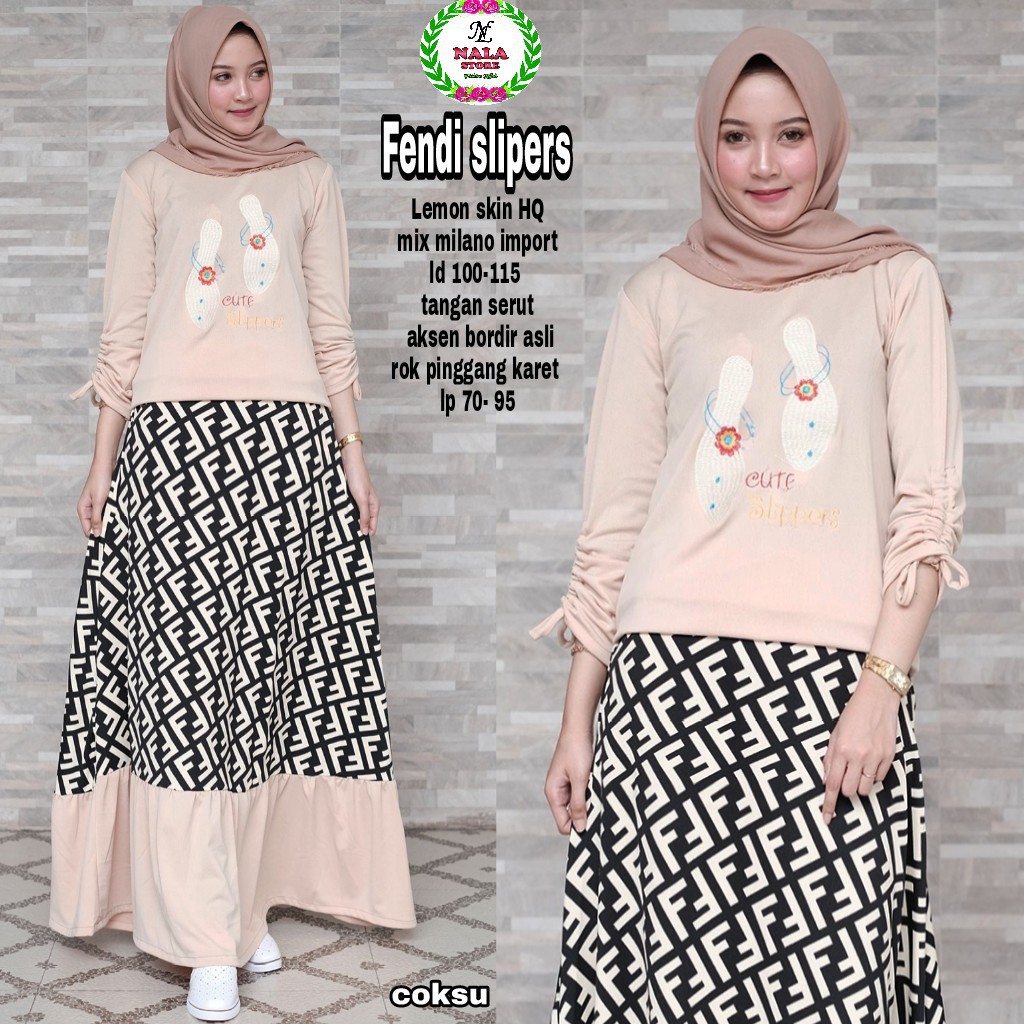 NL
NALA
STORE
Fendi slipers
Lemon skin HQ
mix milano import
ld 100-115
tangan serut
aksen bordir asli
rok pinggang karet
lp 70- 95
CUTE
Slippers
CUTE
Slippers
coksu